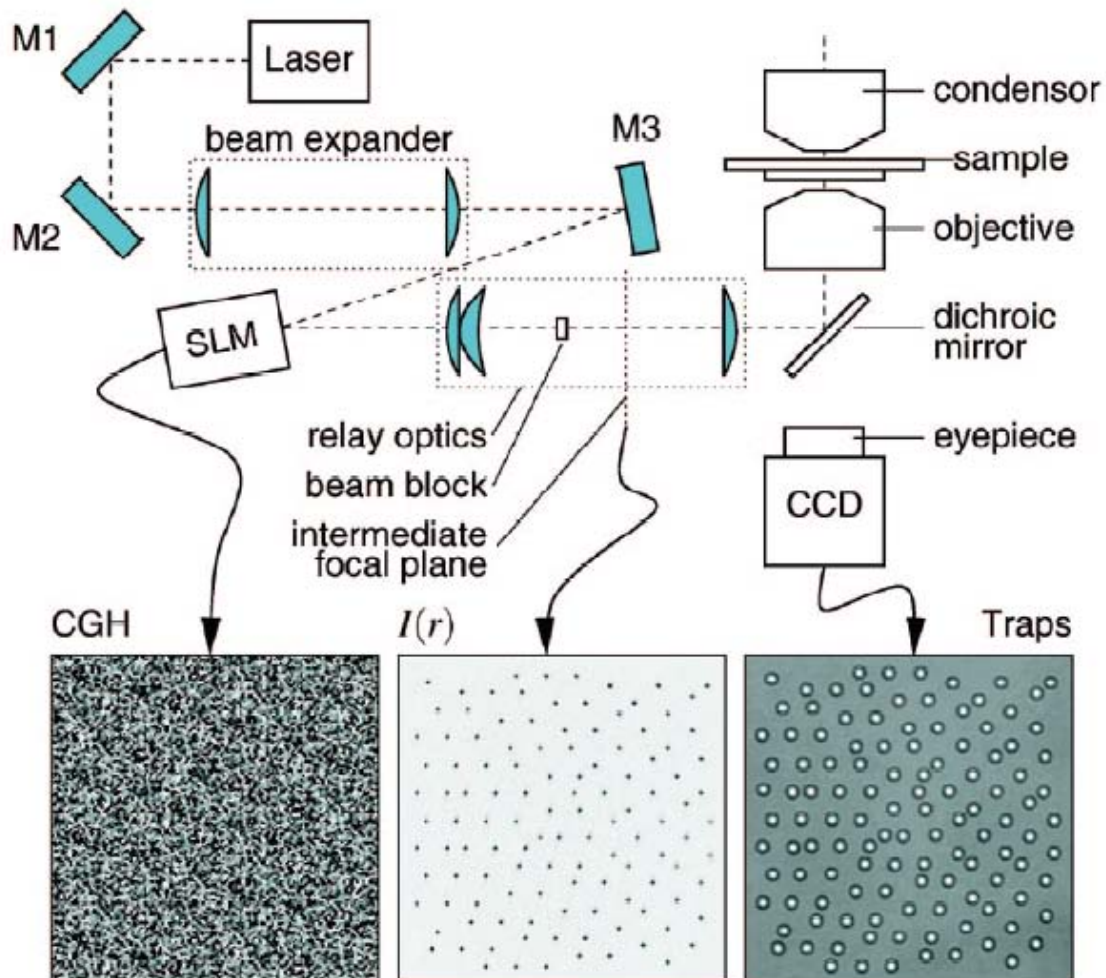 M1
Laser
condensor
beam expander
M3
sample
M2
objective
SLM
dichroic
mirror
relay optics
eyepiece
beam block
CCD
intermediate
focal plane
CGH
I(r)
Traps